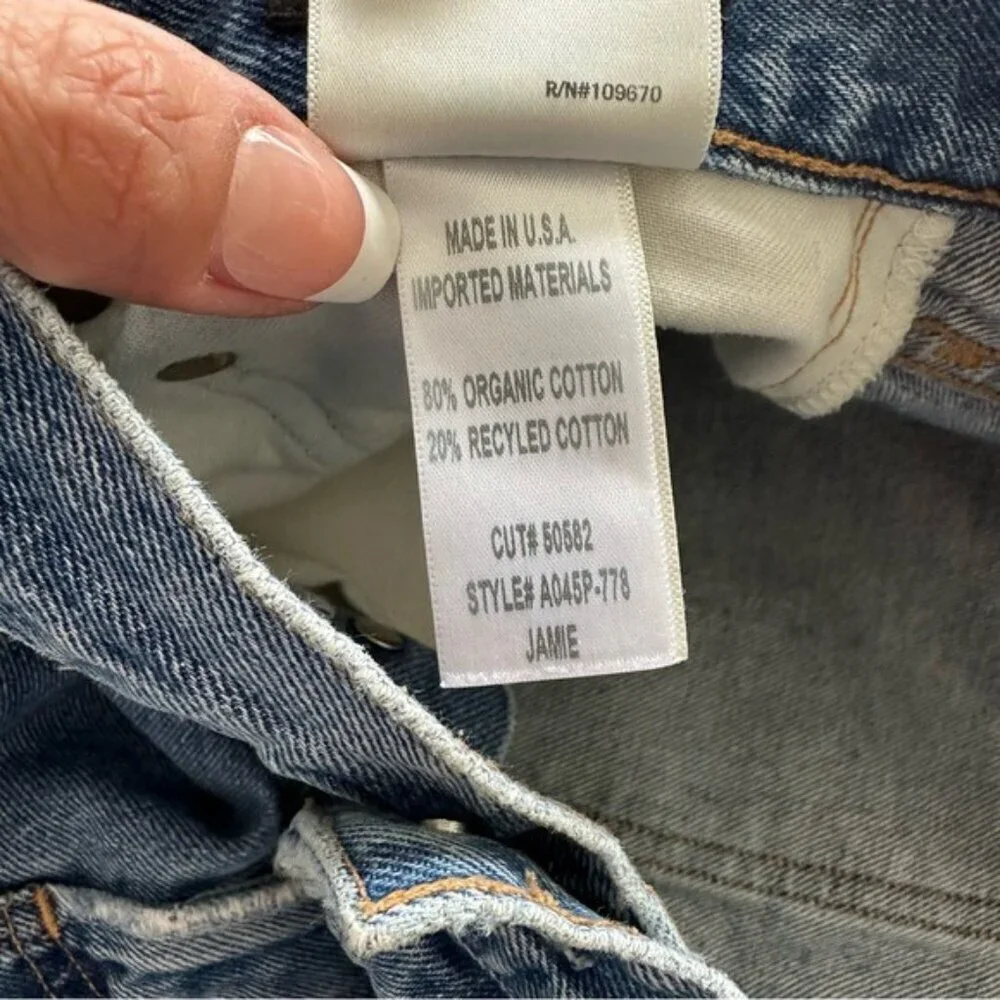 R/N#109670
MADE IN U.S.A.
IMPORTED MATERIALS
80% ORGANIC COTTON
20% RECYLED COTTON
CUT# 50582
STYLE# A045P-778
JAMIE